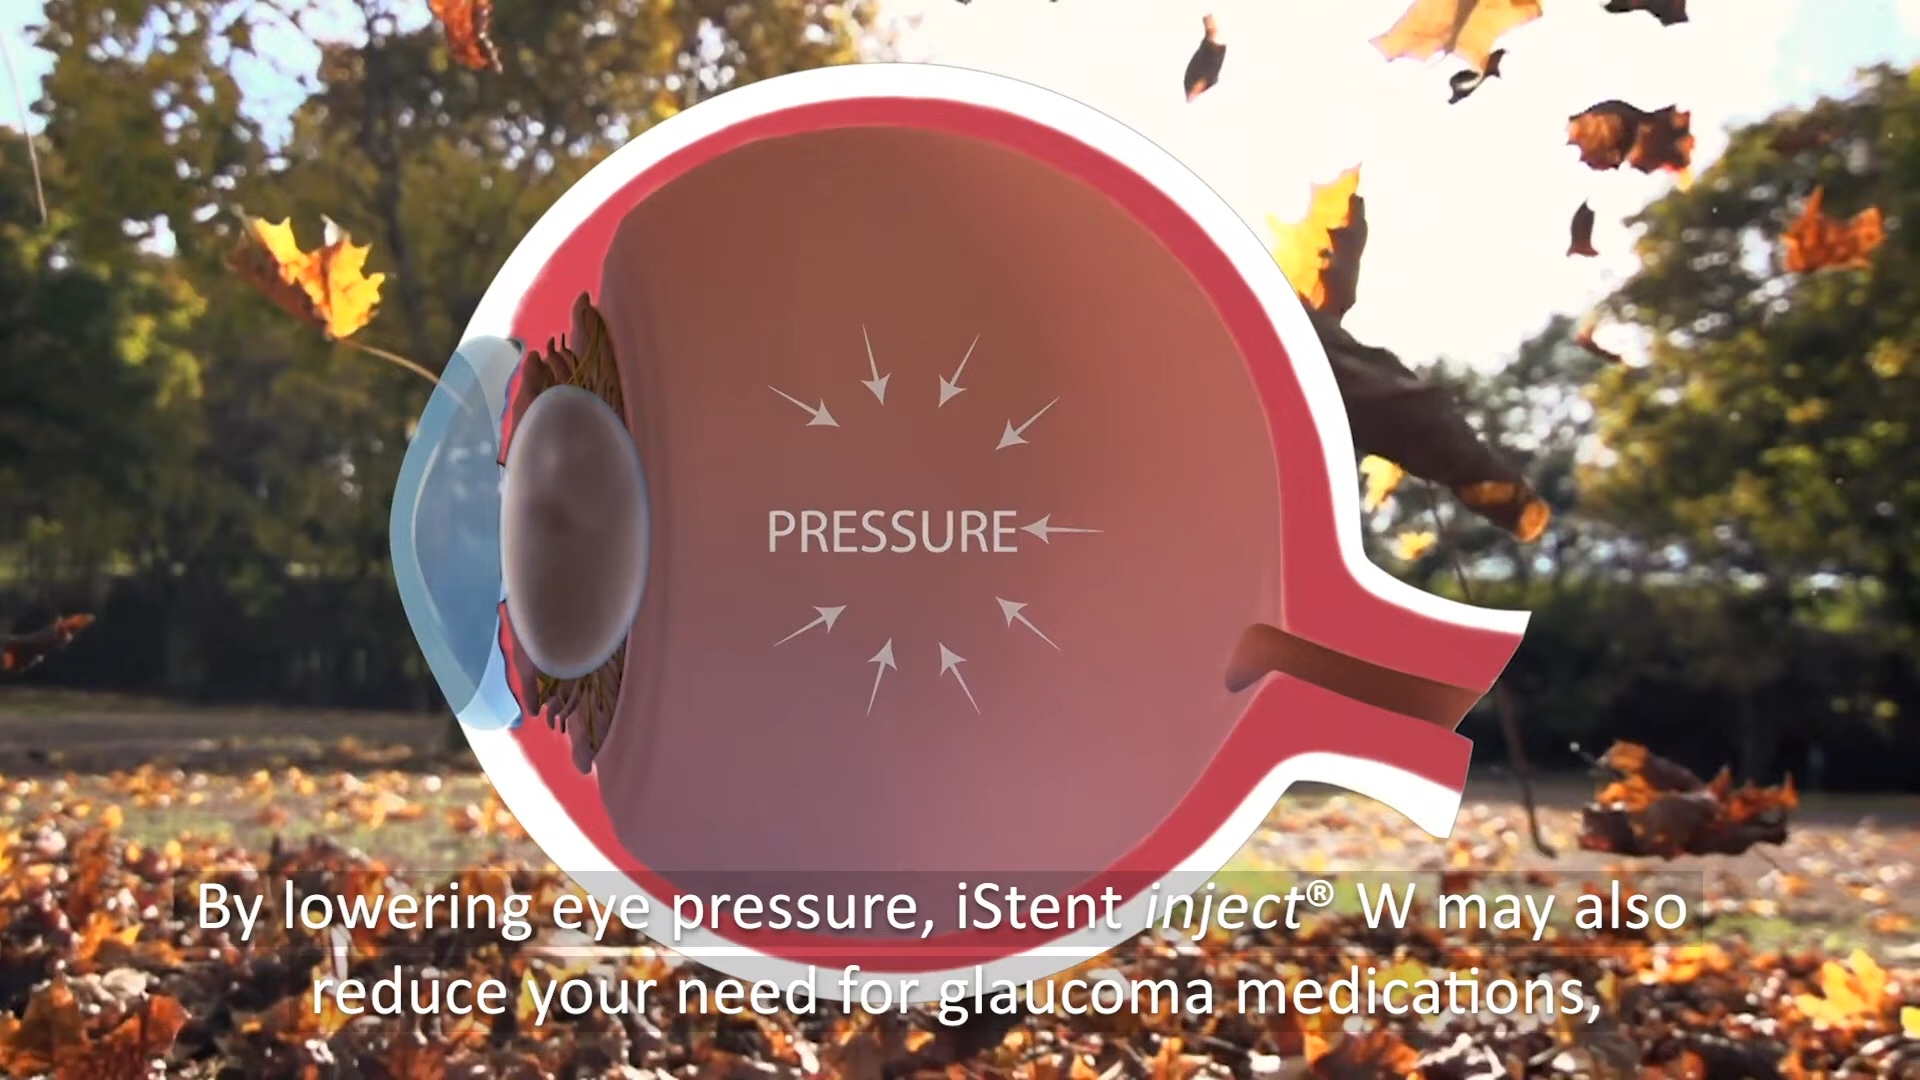 PRESSURE
By lowering eye pressure, iStent inject® W may also
reduce your need for glaucoma medications,